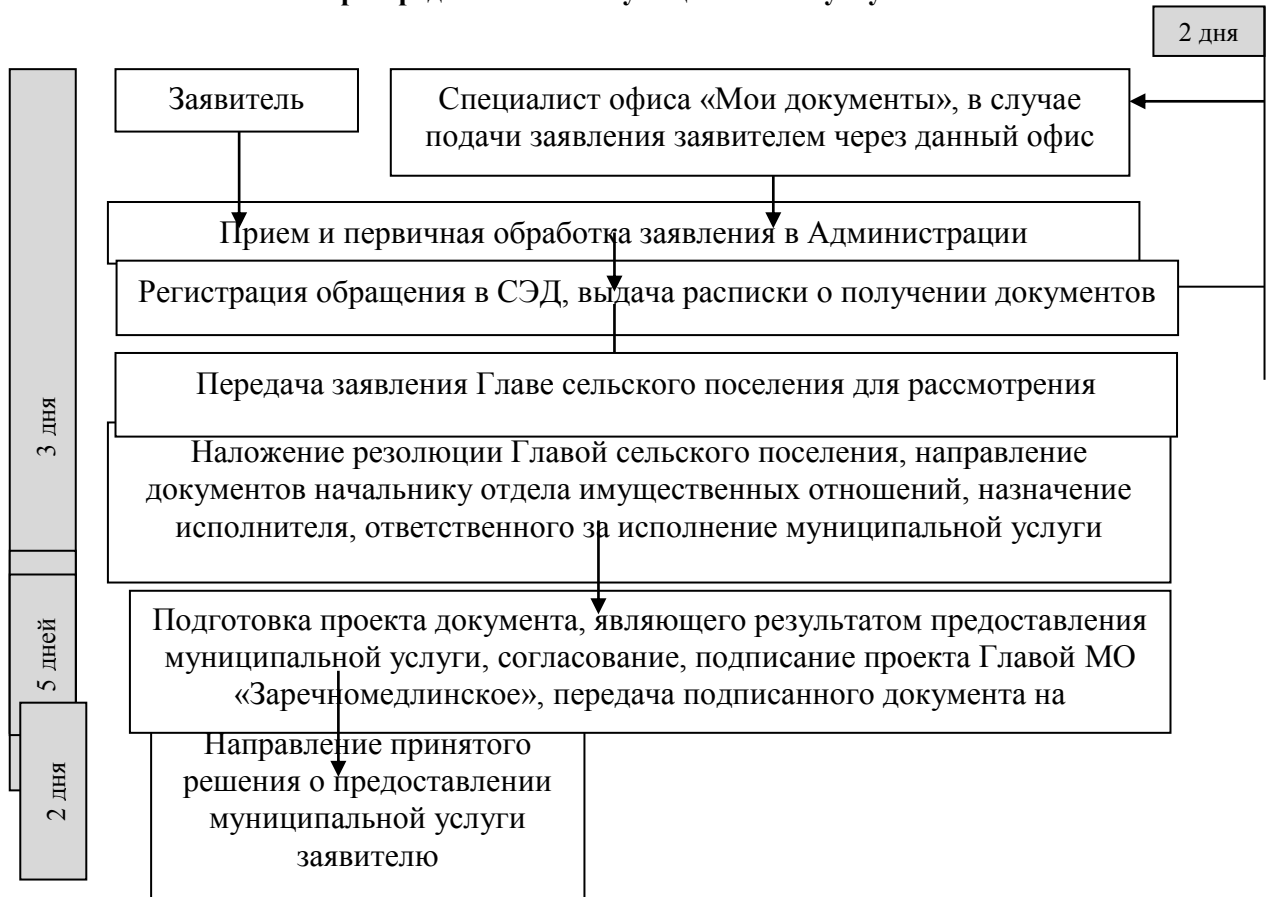 2 дня
Заявитель
Специалист офиса «Мои документы», в случае
подачи заявления заявителем через данный офис
Прием и первичная обработка заявления в Администрации
Регистрация обращения в СЭД, выдача расписки о получении документов
Передача заявления Главе сельского поселения для рассмотрения
3 дня
Наложение резолюции Главой сельского поселения, направление
документов начальнику отдела имущественных отношений, назначение
исполнителя, ответственного за исполнение муниципальной услуги
Подготовка проекта документа, являющего результатом предоставления
муниципальной услуги, согласование, подписание проекта Главой МО
«Заречномедлинское», передача подписанного документа на
5 дней
Направление принятого
решения о предоставлении
муниципальной услуги
заявителю
2 дня